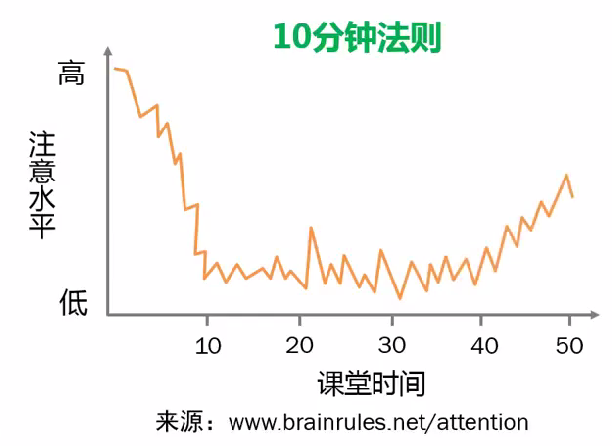 10分钟法则
高
注意水平
低
10 20 30 40 50
课堂时间
来源：www.brainrules.net/attention